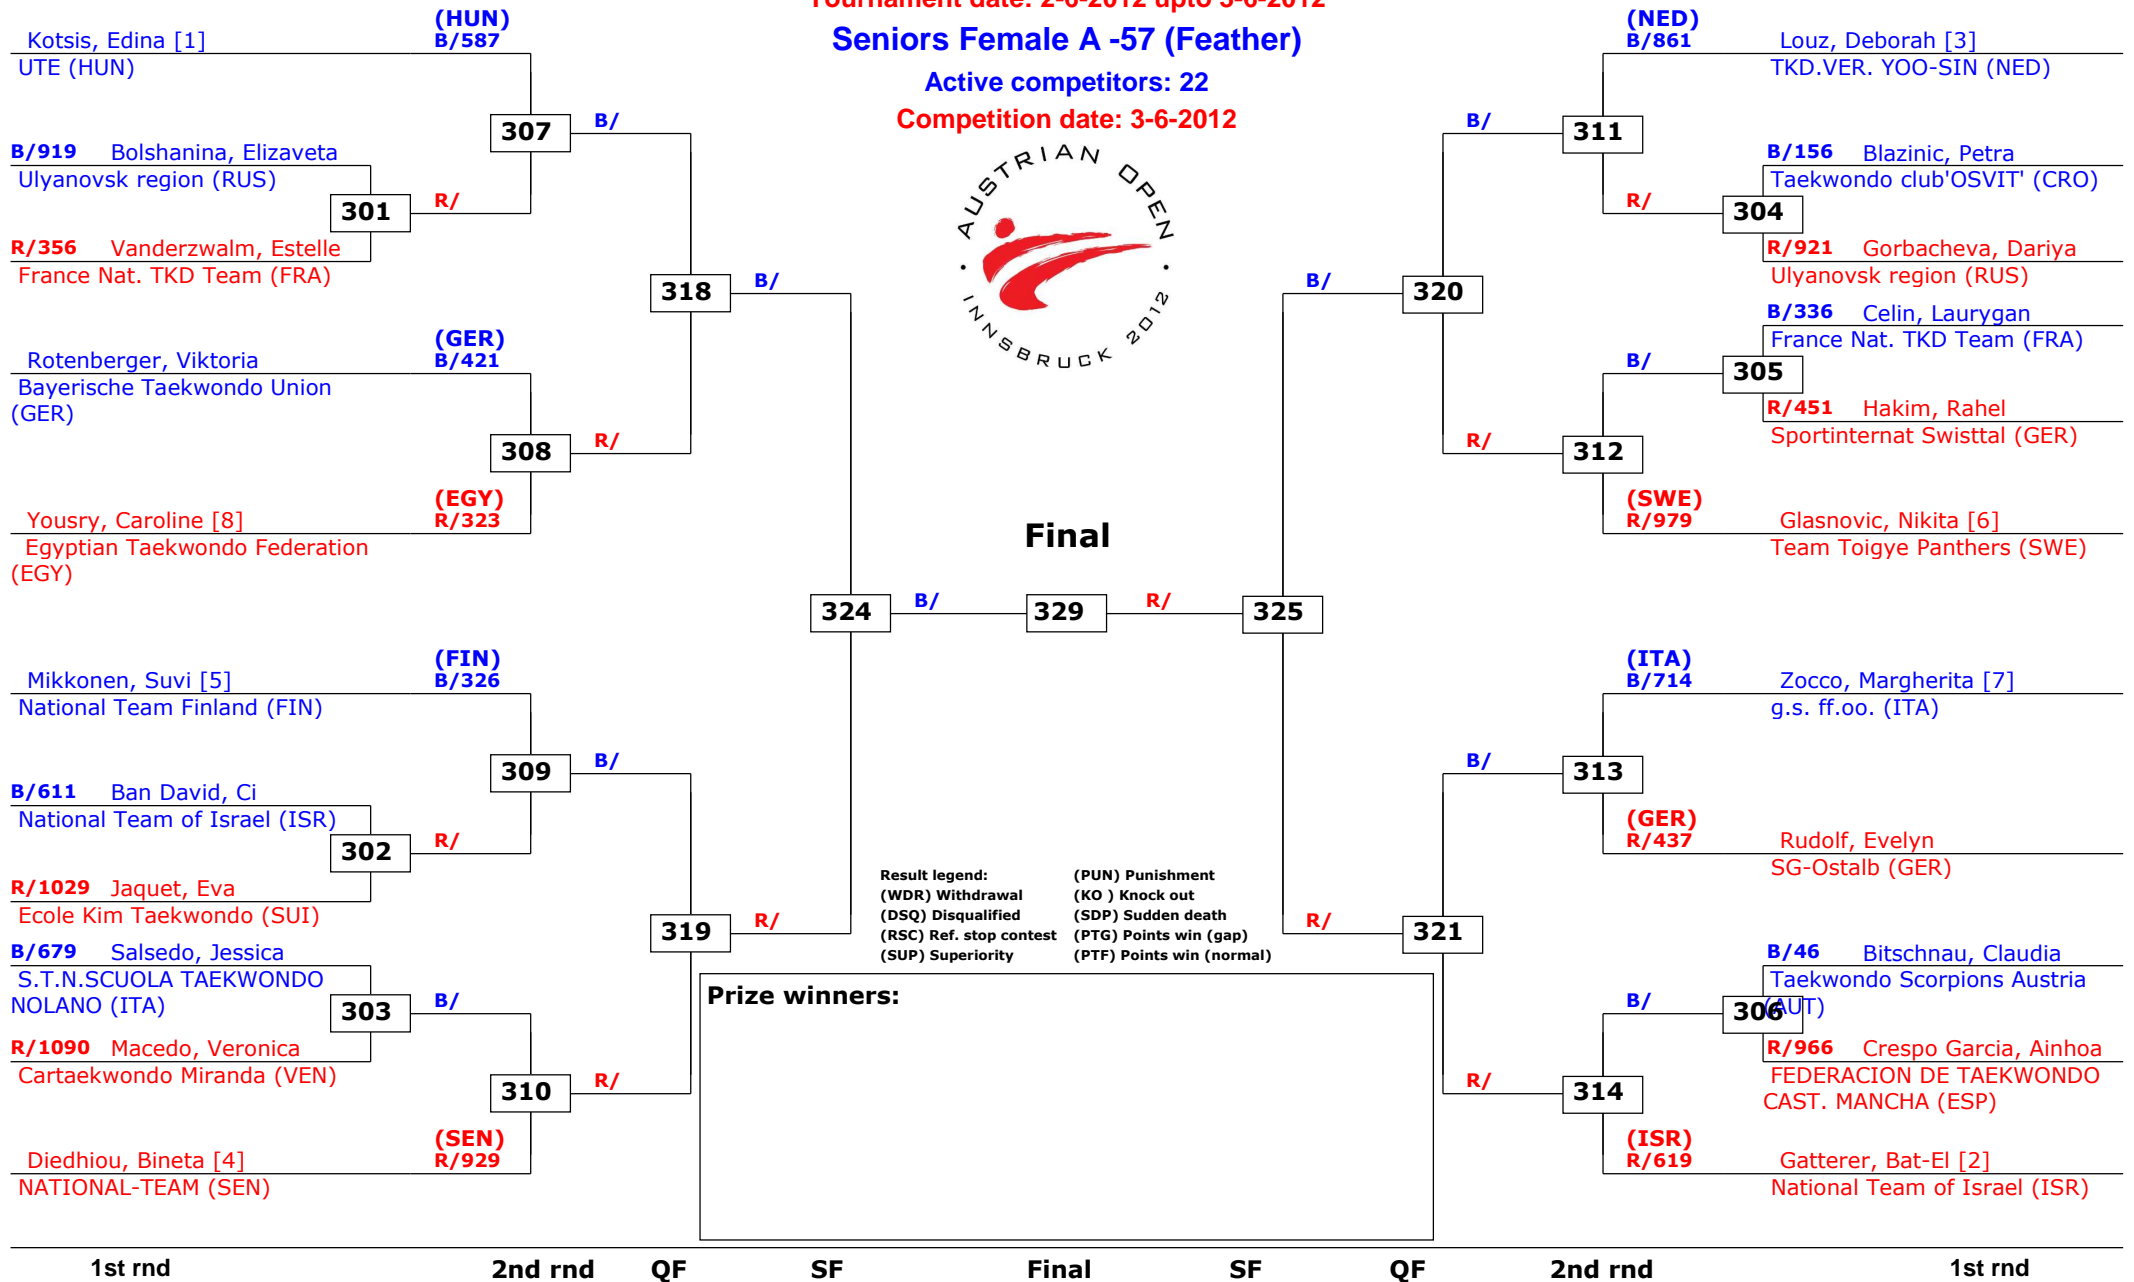 Tournament date: 2-6-2012 upto 3-6-2012
Seniors Female A -57 (Feather)
Active competitors: 22
Competition date: 3-6-2012
AUSTRIAN OPEN
· INNSBRUCK 2012 ·
Kotsis, Edina [1]
(HUN)
B/587
UTE (HUN)
307
B/
B/919 Bolshanina, Elizaveta
Ulyanovsk region (RUS)
301
R/
R/356 Vanderzwalm, Estelle
France Nat. TKD Team (FRA)
318
B/
Rotenberger, Viktoria
(GER)
B/421
Bayerische Taekwondo Union
(GER)
308
R/
Yousry, Caroline [8]
(EGY)
R/323
Egyptian Taekwondo Federation
(EGY)
324
B/
Mikkonen, Suvi [5]
(FIN)
B/326
National Team Finland (FIN)
309
B/
B/611 Ban David, Ci
National Team of Israel (ISR)
302
R/
R/1029 Jaquet, Eva
Ecole Kim Taekwondo (SUI)
319
R/
B/679 Salsedo, Jessica
S.T.N.SCUOLA TAEKWONDO
NOLANO (ITA)
303
B/
R/1090 Macedo, Veronica
Cartaekwondo Miranda (VEN)
310
R/
Diedhiou, Bineta [4]
(SEN)
R/929
NATIONAL-TEAM (SEN)
Final
329
R/
325
(NED)
B/861
Louz, Deborah [3]
TKD.VER. YOO-SIN (NED)
B/
311
B/156 Blazinic, Petra
Taekwondo club'OSVIT' (CRO)
R/
304
R/921 Gorbacheva, Dariya
Ulyanovsk region (RUS)
B/
320
B/336 Celin, Laurygan
France Nat. TKD Team (FRA)
B/
305
R/451 Hakim, Rahel
Sportinternat Swisttal (GER)
R/
312
(SWE)
R/979
Glasnovic, Nikita [6]
Team Toigye Panthers (SWE)
(ITA)
B/714
Zocco, Margherita [7]
g.s. ff.oo. (ITA)
B/
313
(GER)
R/437
Rudolf, Evelyn
SG-Ostalb (GER)
R/
321
B/46 Bitschnau, Claudia
Taekwondo Scorpions Austria
(AUT)
B/
306
R/966 Crespo Garcia, Ainhoa
FEDERACION DE TAEKWONDO
CAST. MANCHA (ESP)
R/
314
(ISR)
R/619
Gatterer, Bat-El [2]
National Team of Israel (ISR)
Result legend: (PUN) Punishment
(WDR) Withdrawal (KO ) Knock out
(DSQ) Disqualified (SDP) Sudden death
(RSC) Ref. stop contest (PTG) Points win (gap)
(SUP) Superiority (PTF) Points win (normal)
Prize winners:
1st rnd 2nd rnd QF SF Final SF QF 2nd rnd 1st rnd